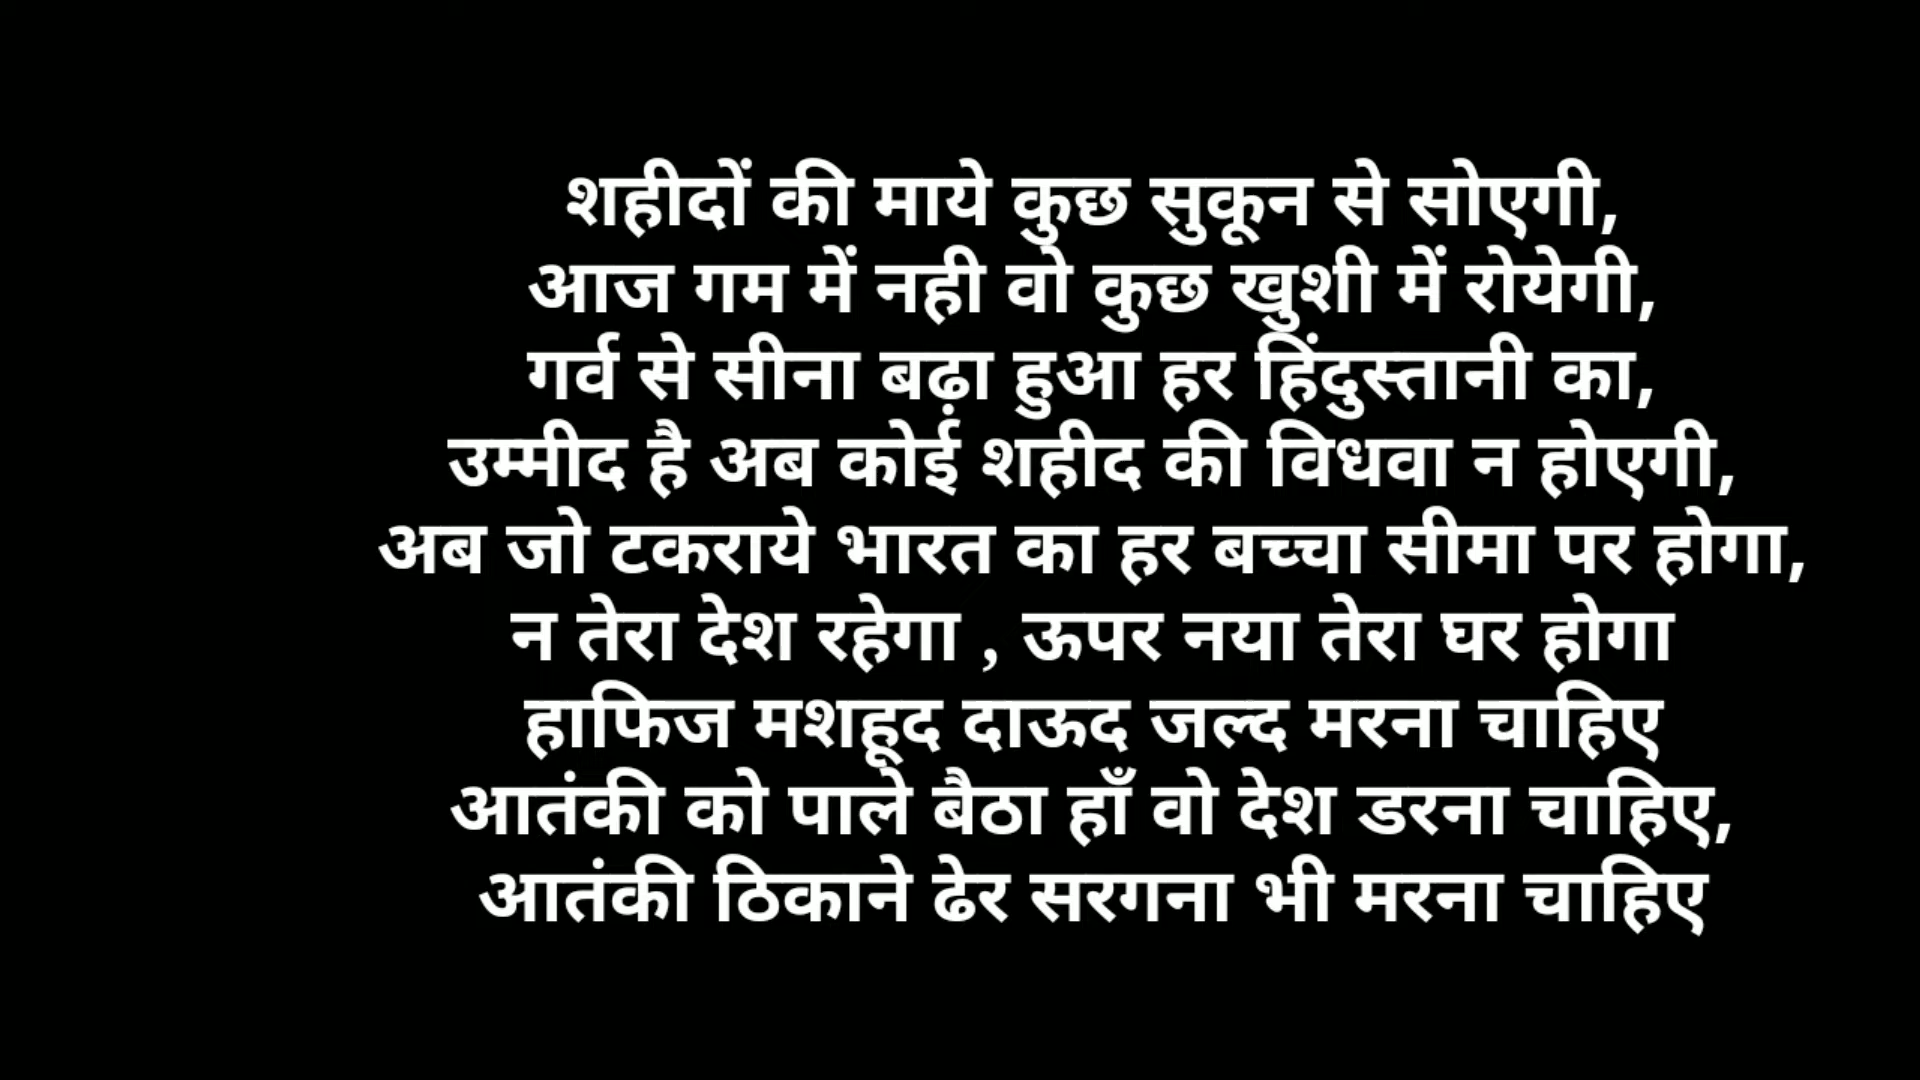 शहीदों की माये कुछ सुकून से सोएगी,
आज गम में नही वो कुछ खुशी में रोयेगी,
गर्व से सीना बढ़ा हुआ हर हिंदुस्तानी का,
उम्मीद है अब कोई शहीद की विधवा न होएगी,
अब जो टकराये भारत का हर बच्चा सीमा पर होगा,
न तेरा देश रहेगा , ऊपर नया तेरा घर होगा
हाफिज मशहूद दाऊद जल्द मरना चाहिए
आतंकी को पाले बैठा हाँ वो देश डरना चाहिए,
आतंकी ठिकाने ढेर सरगना भी मरना चाहिए